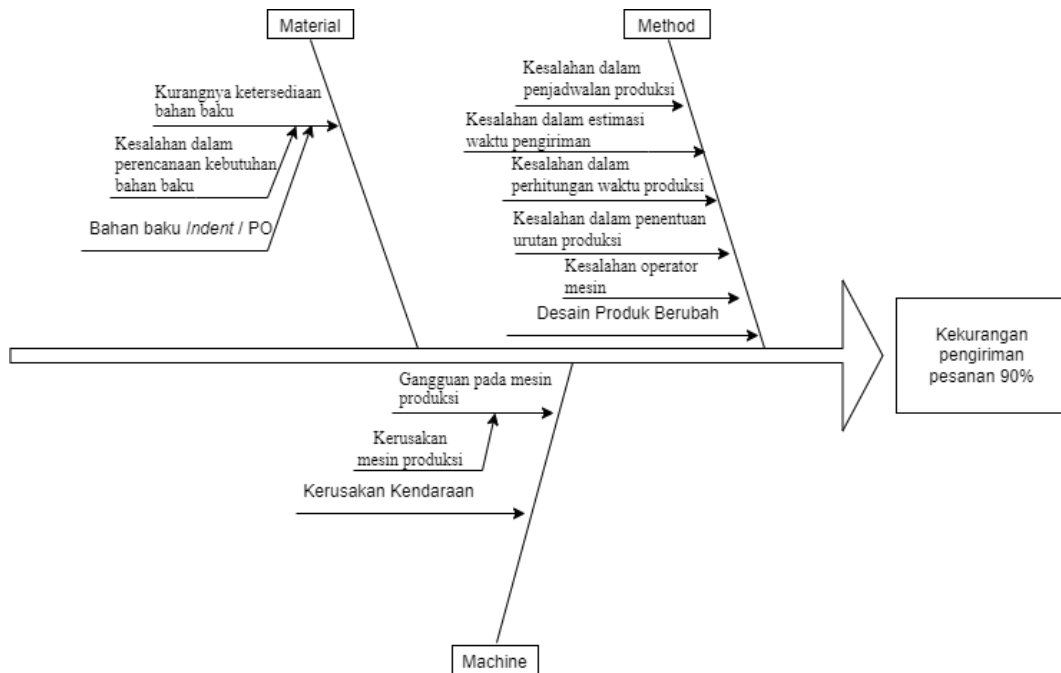 Material
Method
Kurangnya ketersediaan
bahan baku
Kesalahan dalam
perencanaan kebutuhan
bahan baku
Bahan baku Indent / PO
Kesalahan dalam
penjadwalan produksi
Kesalahan dalam estimasi
waktu pengiriman
Kesalahan dalam
perhitungan waktu produksi
Kesalahan dalam penentuan
urutan produksi
Kesalahan operator
mesin
Desain Produk Berubah
Kekurangan
pengiriman
pesanan 90%
Gangguan pada mesin
produksi
Kerusakan
mesin produksi
Kerusakan Kendaraan
Machine